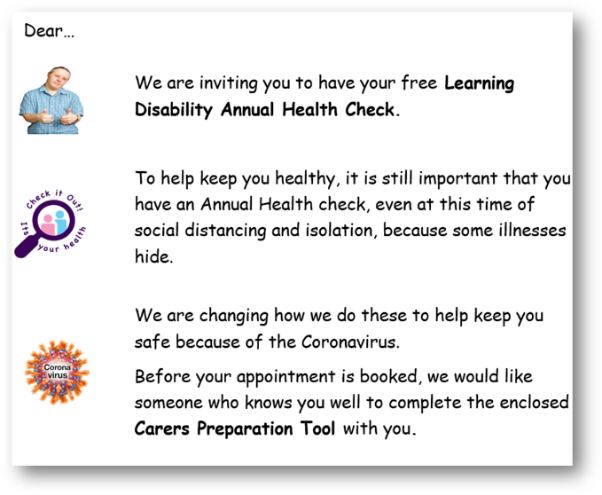 Dear…
We are inviting you to have your free Learning
Disability Annual Health Check.
Check it Out!
Its your health
To help keep you healthy, it is still important that you
have an Annual Health check, even at this time of
social distancing and isolation, because some illnesses
hide.
We are changing how we do these to help keep you
safe because of the Coronavirus.
Corona
virus
Before your appointment is booked, we would like
someone who knows you well to complete the enclosed
Carers Preparation Tool with you.